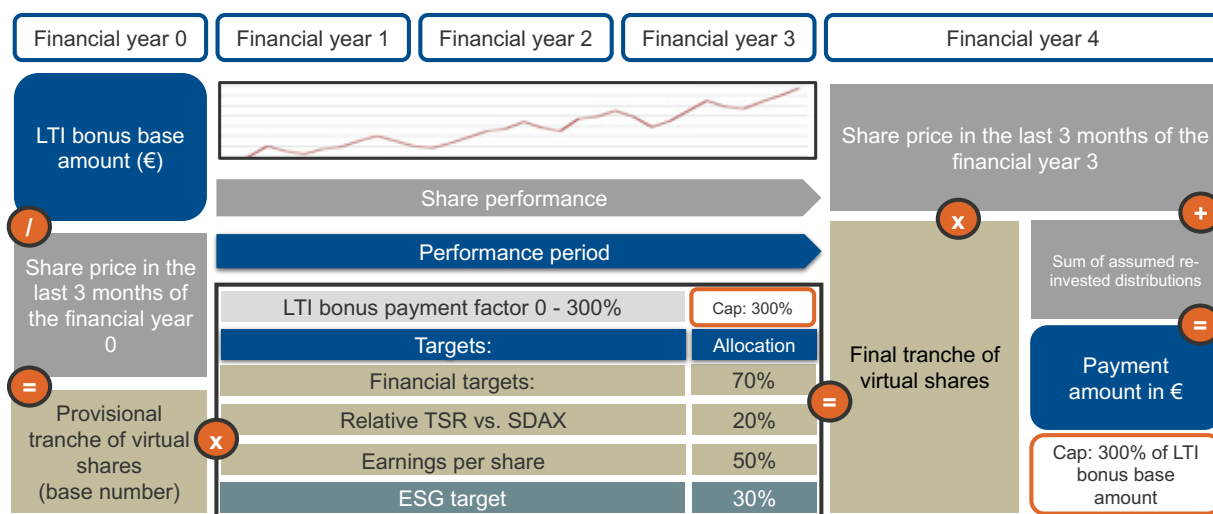 Financial year 0
Financial year 1
Financial year 2
Financial year 3
Financial year 4
LTI bonus base
amount (€)
/
Share price in the
last 3 months of
the financial year
0
=
Provisional
tranche of virtual
shares
(base number)
x
Share performance
Performance period
LTI bonus payment factor 0 - 300%
Cap: 300%
Targets:
Allocation
Financial targets:
70%
Relative TSR vs. SDAX
20%
Earnings per share
50%
ESG target
30%
=
Share price in the last 3 months of the
financial year 3
x
+
Final tranche of
virtual shares
Sum of assumed re-
invested distributions
=
Payment
amount in €
Cap: 300% of LTI
bonus base
amount